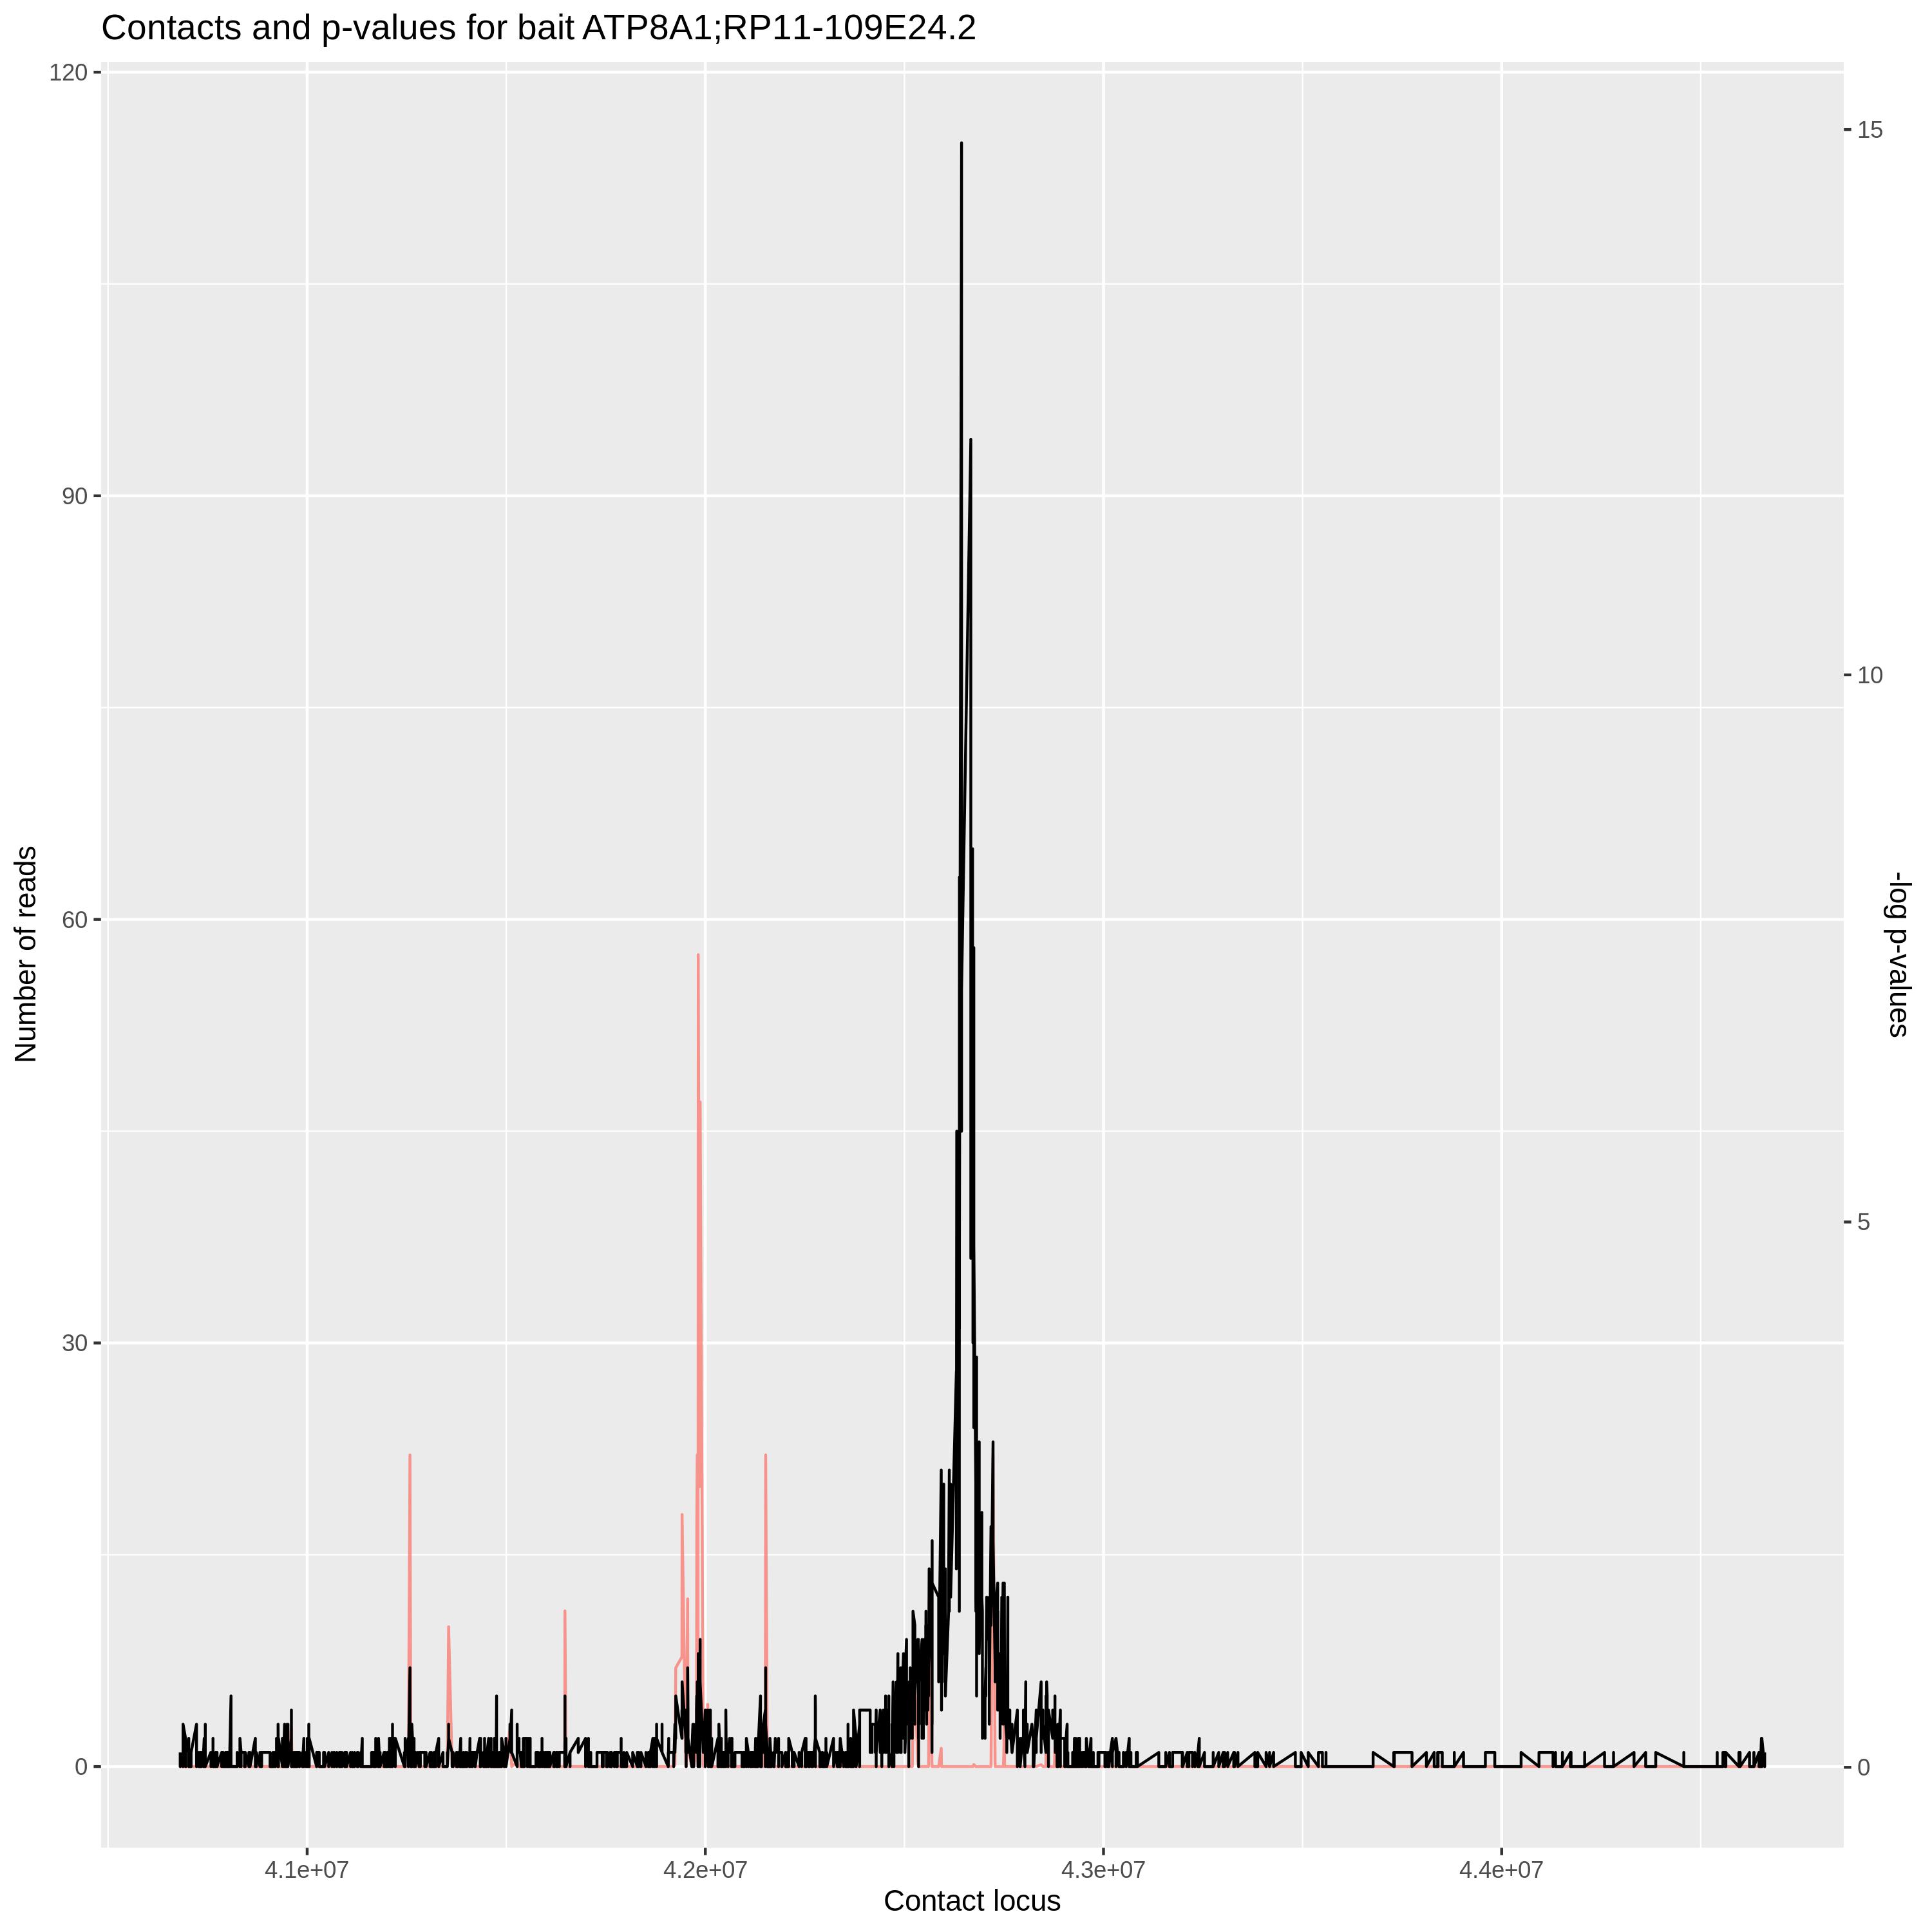 Contacts and p-values for bait ATP8A1;RP11-109E24.2
120
90
60
30
0
Number of reads
15
10
5
0
-log p-values
4.1e+07
4.2e+07
4.3e+07
4.4e+07
Contact locus